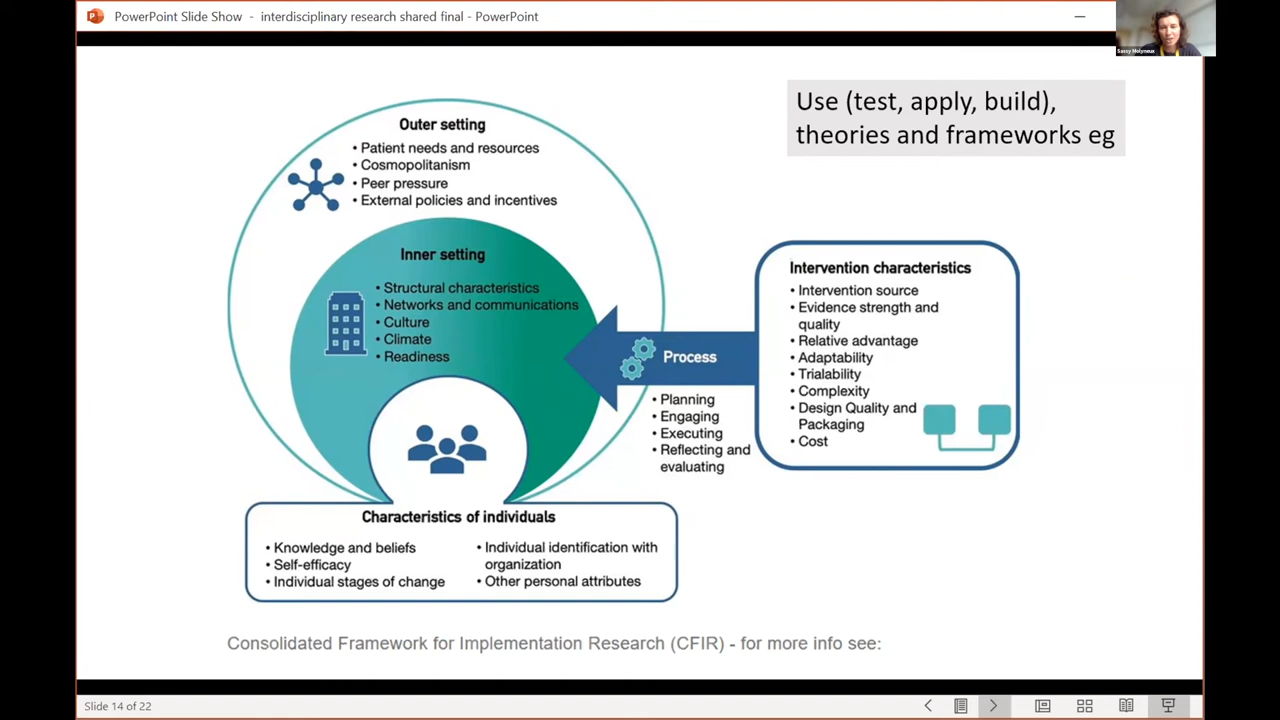 PowerPoint Slide Show - interdisciplinary research shared final - PowerPoint
Sassy Molyneux
Use (test, apply, build),
theories and frameworks eg
Outer setting
• Patient needs and resources
• Cosmopolitanism
• Peer pressure
• External policies and incentives
Inner setting
• Structural characteristics
• Networks and communications
• Culture
• Climate
• Readiness
Process
• Planning
• Engaging
• Executing
• Reflecting and
evaluating
Intervention characteristics
• Intervention source
• Evidence strength and
quality
• Relative advantage
• Adaptability
• Trialability
• Complexity
• Design Quality and
Packaging
• Cost
Characteristics of individuals
• Knowledge and beliefs
• Self-efficacy
• Individual stages of change
• Individual identification with
organization
• Other personal attributes
Consolidated Framework for Implementation Research (CFIR) - for more info see:
Slide 14 of 22